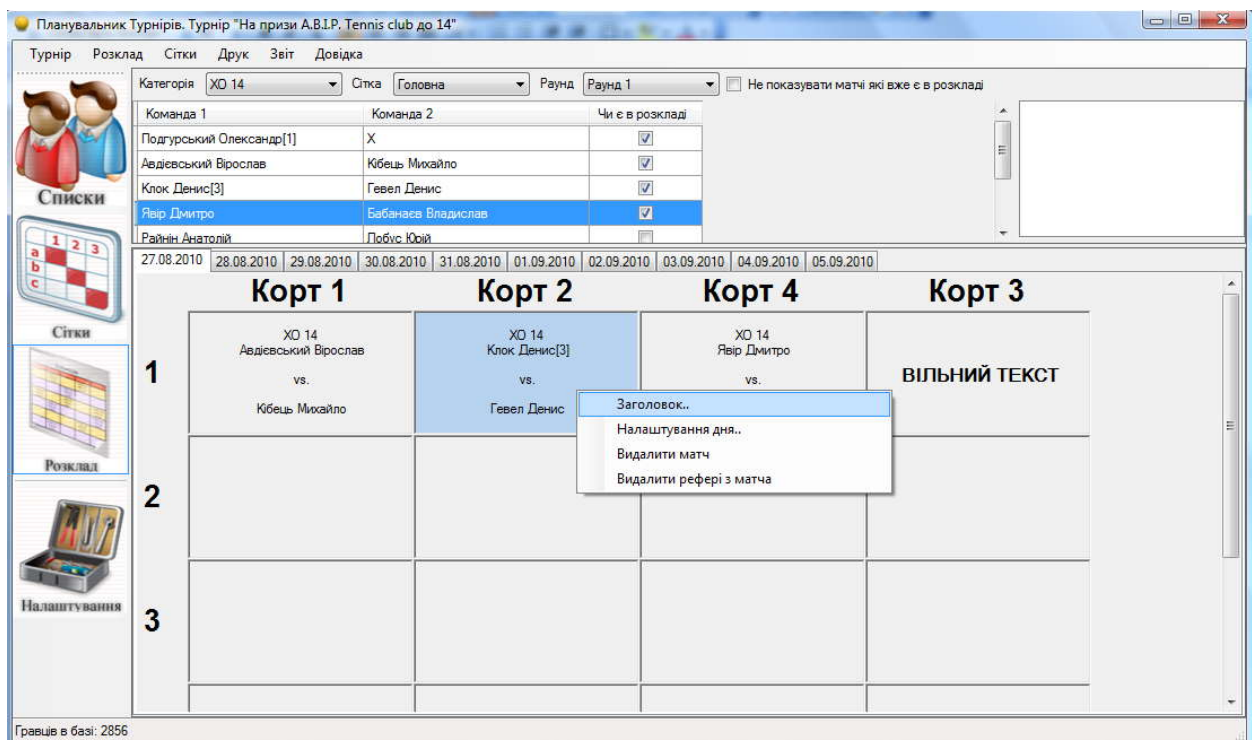 Планувальник Турнірів. Турнір "На призи A.B.I.P. Tennis club до 14"
Турнір Розклад Сітки Друк Звіт Довідка
Категорія ХО 14 Сітка Головна Раунд Раунд 1 Не показувати матчі які вже є в розкладі
Команда 1 Команда 2 Чи є в розкладі
Подгурський Олександр[1] X
Авдієвський Вірослав Кібець Михайло
Клок Денис[3] Гевел Денис
Явір Дмитро Бабанаєв Владислав
Райнін Анатолій Лобус Юрій
Списки
1 2 3
a
b
c
Сітки
Розклад
Налаштування
27.08.2010 28.08.2010 29.08.2010 30.08.2010 31.08.2010 01.09.2010 02.09.2010 03.09.2010 04.09.2010 05.09.2010
Корт 1 Корт 2 Корт 4 Корт 3
1
ХО 14
Авдієвський Вірослав
vs.
Кібець Михайло
ХО 14
Клок Денис[3]
vs.
Гевел Денис
ХО 14
Явір Дмитро
vs.
ВІЛЬНИЙ ТЕКСТ
Заголовок..
Налаштування дня..
Видалити матч
Видалити рефері з матча
2
3
Гравців в базі: 2856